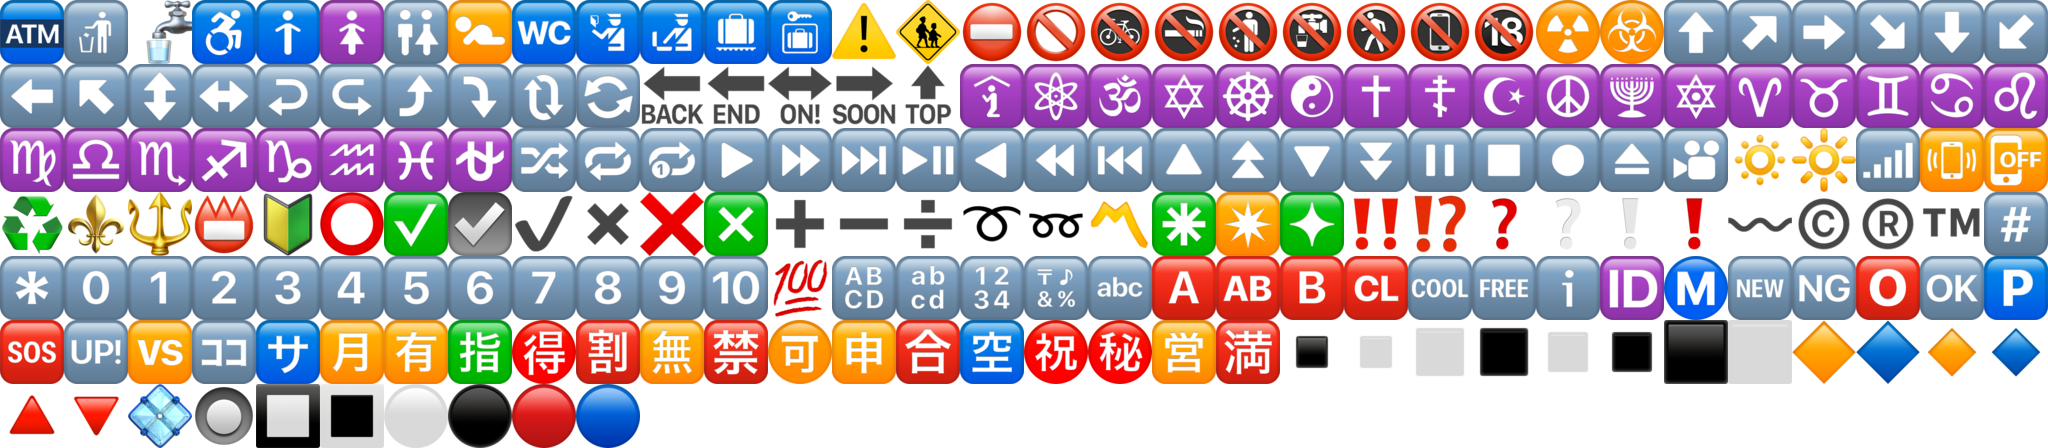 ATM WC 18
BACK END ON! SOON TOP
1 OFF
!! !? ? ? ! ! © ® TM #
* 0 1 2 3 4 5 6 7 8 9 10 100 AB CD ab cd 12 34 〒♪ &% abc A AB B CL COOL FREE i ID M NEW NG O OK P
SOS UP! VS ココ サ 月 有 指 得 割 無 禁 可 申 合 空 祝 秘 営 満